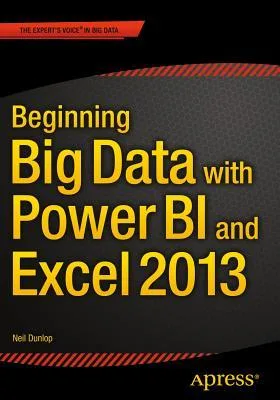 THE EXPERT'S VOICE® IN BIG DATA
Beginning
Big Data with
Power BI and
Excel 2013
Neil Dunlop
Apress®